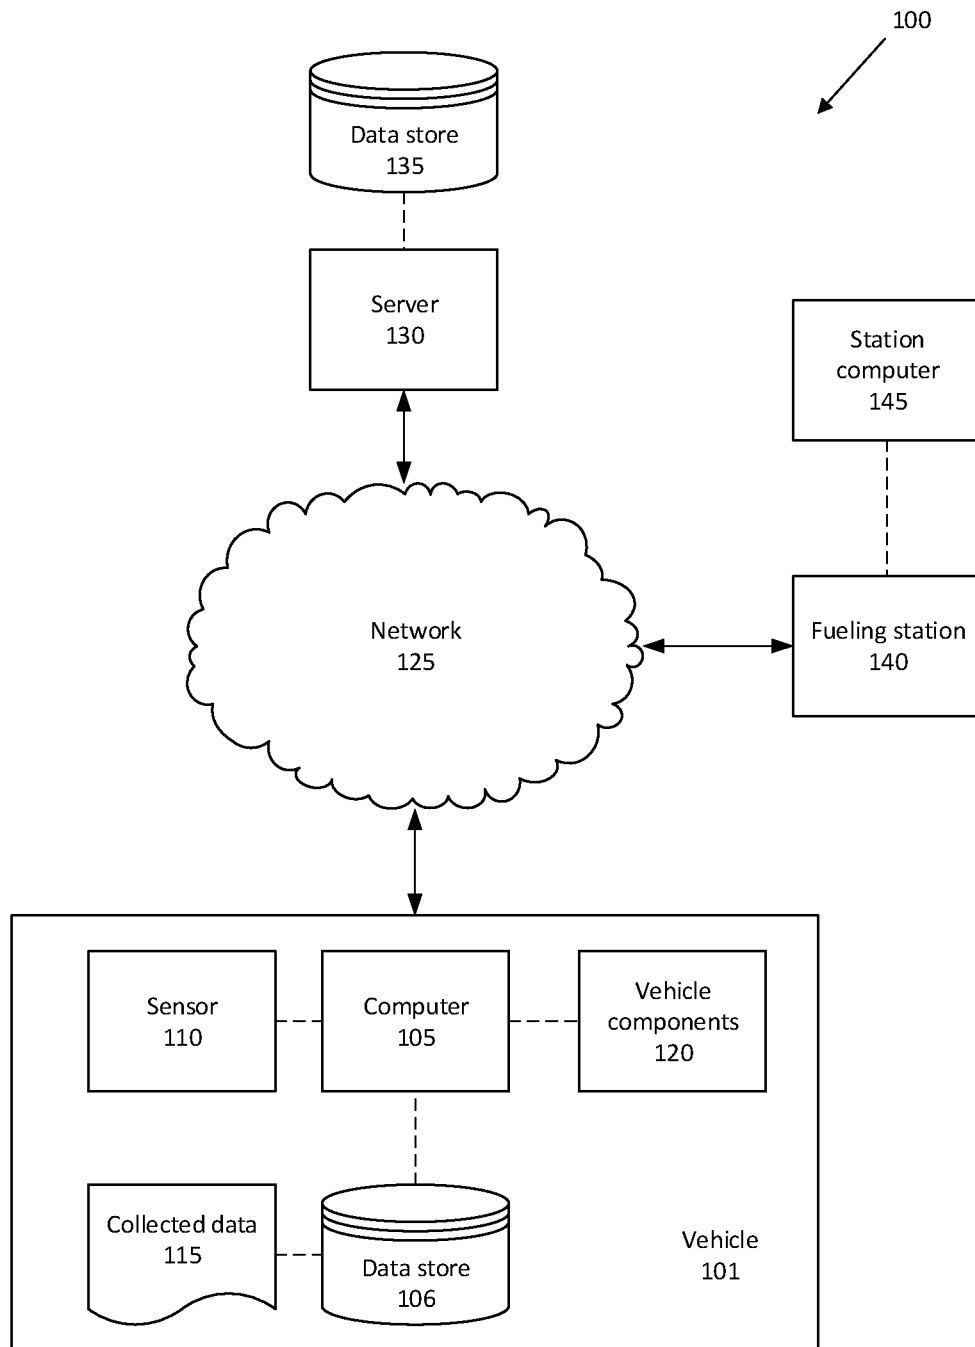 100
Data store
135
Server
130
Station
computer
145
Network
125
Fueling station
140
Sensor
110
Computer
105
Vehicle
components
120
Collected data
115
Data store
106
Vehicle
101